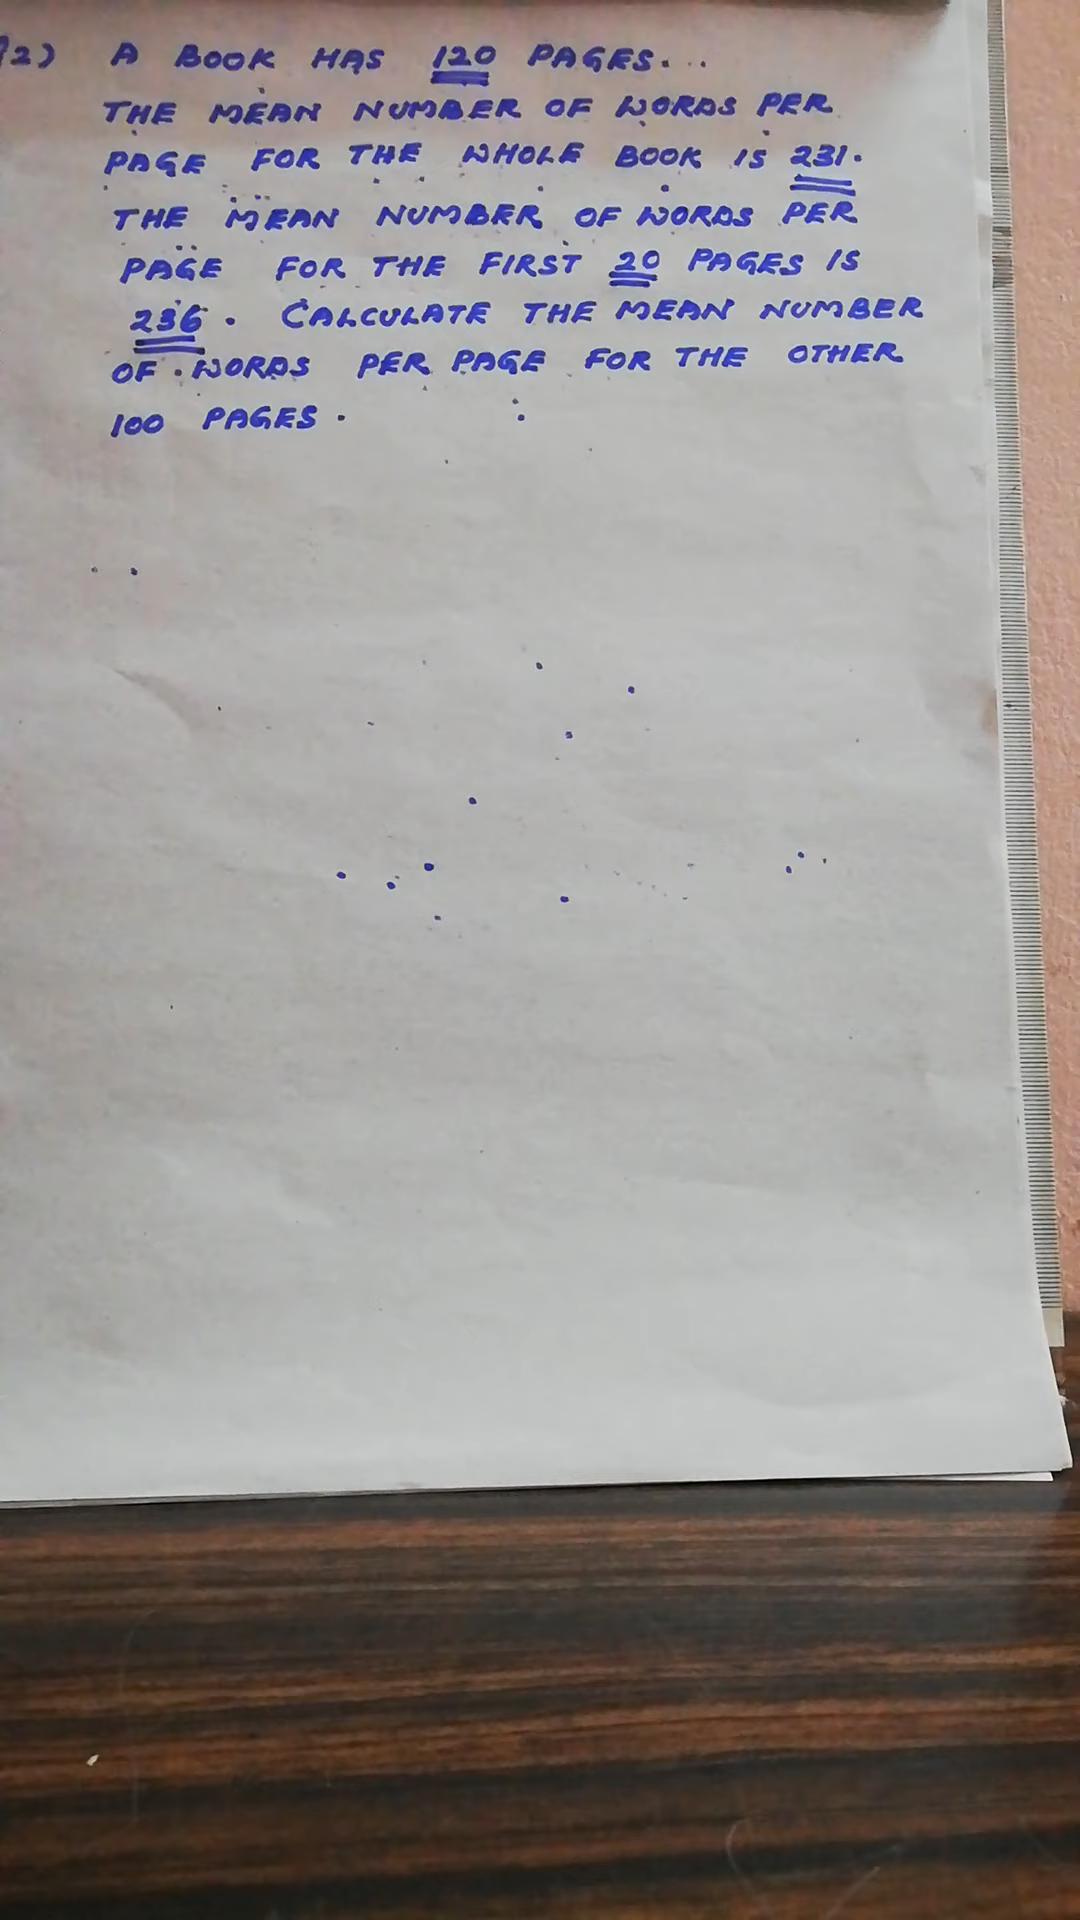 12) A BOOK HAS 120 PAGES...
THE MEAN NUMBER OF WORDS PER
PAGE FOR THE WHOLE BOOK IS 231.
THE MEAN NUMBER OF WORDS PER
PAGE FOR THE FIRST 20 PAGES IS
236. CALCULATE THE MEAN NUMBER
OF WORDS PER PAGE FOR THE OTHER
100 PAGES.